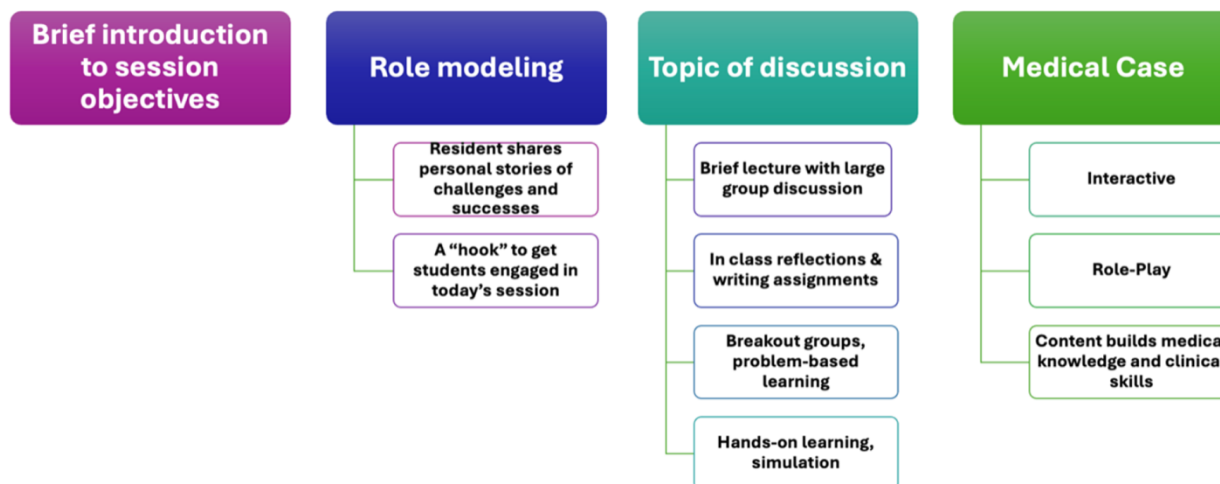 Brief introduction
to session
objectives
Role modeling
Resident shares
personal stories of
challenges and
successes
A “hook” to get
students engaged in
today’s session
Topic of discussion
Brief lecture with large
group discussion
In class reflections &
writing assignments
Breakout groups,
problem-based
learning
Hands-on learning,
simulation
Medical Case
Interactive
Role-Play
Content builds medica
knowledge and clinica
skills